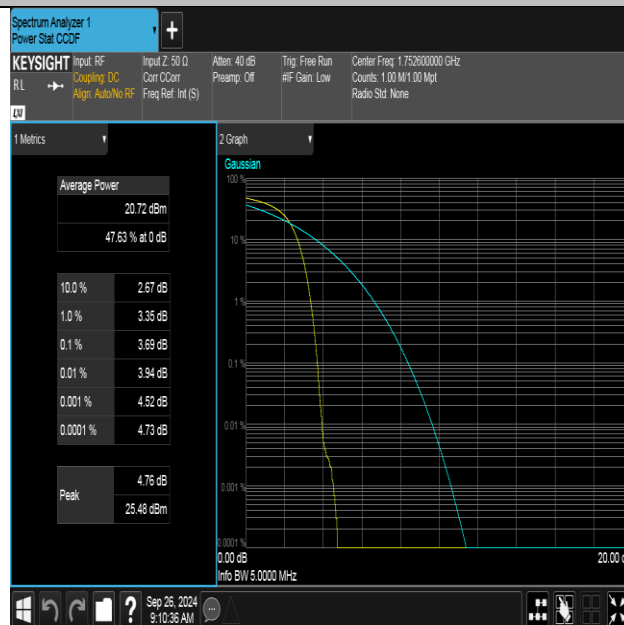 Spectrum Analyzer 1
Power Stat CCDF
+
KEYSIGHT
RL
LXI
Input: RF
Coupling: DC
Align: Auto/No RF
Input Z: 50 Ω
Corr CCorr
Freq Ref: Int (S)
Atten: 40 dB
Preamp: Off
Trig: Free Run
#IF Gain: Low
Center Freq: 1.752600000 GHz
Counts: 1.00 M/1.00 Mpt
Radio Std: None
1 Metrics
Average Power
20.72 dBm
47.63 % at 0 dB
10.0 % 2.67 dB
1.0 % 3.35 dB
0.1 % 3.69 dB
0.01 % 3.94 dB
0.001 % 4.52 dB
0.0001 % 4.73 dB
Peak
4.76 dB
25.48 dBm
2 Graph
Gaussian
100 %
10 %
1 %
0.1 %
0.01 %
0.001 %
0.0001 %
0.00 dB
20.00
Info BW 5.0000 MHz
?
Sep 26, 2024
9:10:36 AM